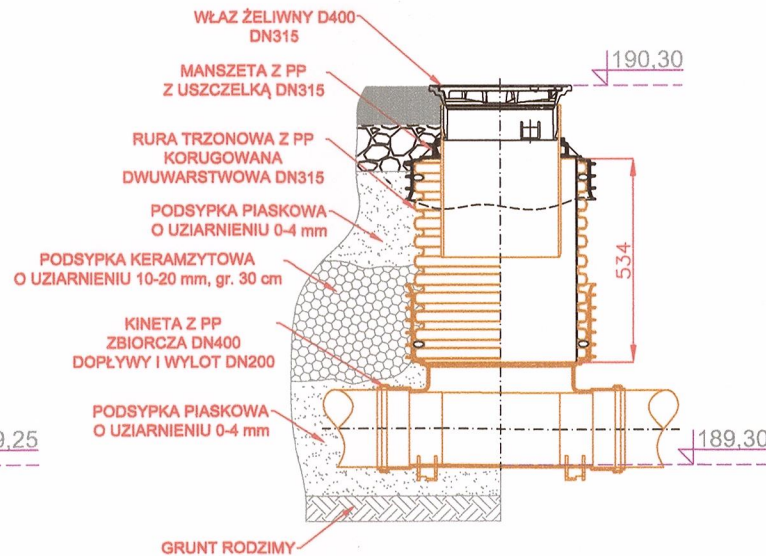 WŁAZ ŻELIWNY D400
DN315
190,30
MANSZETA Z PP
Z USZCZELKĄ DN315
RURA TRZONOWA Z PP
KORUGOWANA
DWUWARSTWOWA DN315
PODSYPKA PIASKOWA
O UZIARNIENIU 0-4 mm
534
PODSYPKA KERAMZYTOWA
O UZIARNIENIU 10-20 mm, gr. 30 cm
KINETA Z PP
ZBIORCZA DN400
DOPŁYWY I WYLOT DN200
PODSYPKA PIASKOWA
O UZIARNIENIU 0-4 mm
9,25
189,30
GRUNT RODZIMY